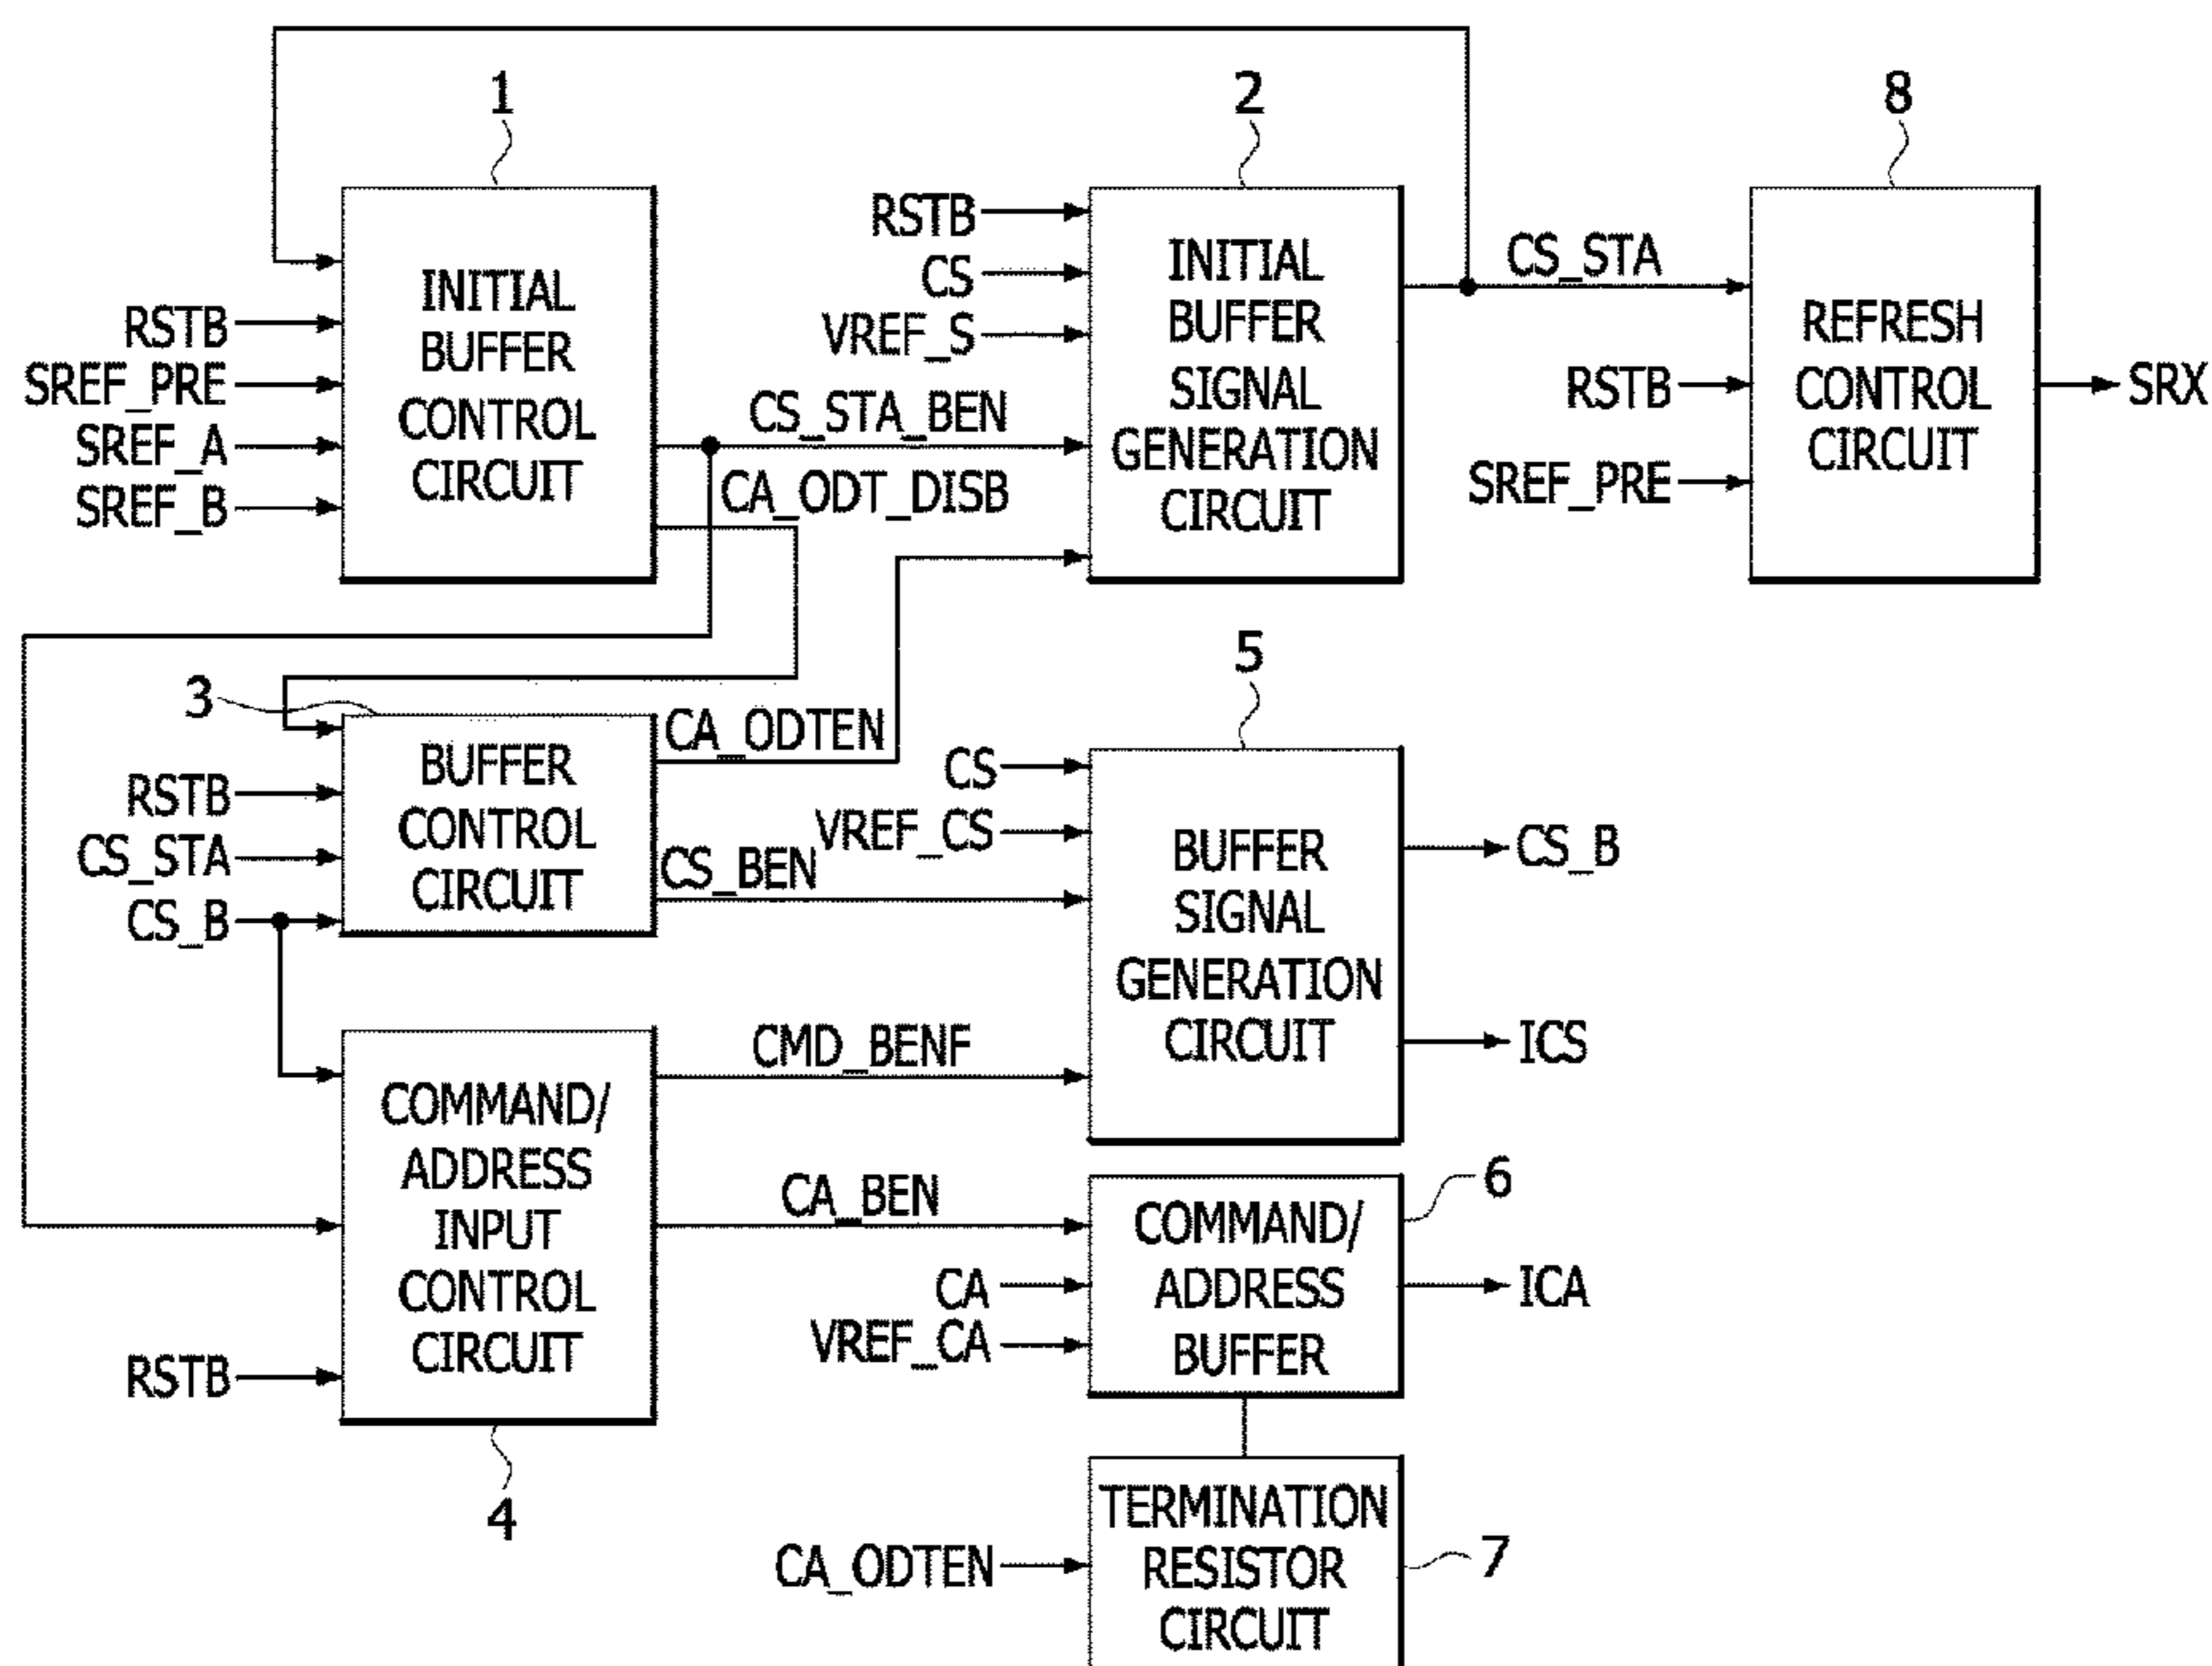 1
2
8
RSTB
SREF_PRE
SREF_A
SREF_B
INITIAL
BUFFER
CONTROL
CIRCUIT
CS_STA_BEN
CA_ODT_DISB
RSTB
CS
VREF_S
INITIAL
BUFFER
SIGNAL
GENERATION
CIRCUIT
CS_STA
RSTB
SREF_PRE
REFRESH
CONTROL
CIRCUIT
SRX
3
RSTB
CS_STA
CS_B
BUFFER
CONTROL
CIRCUIT
CA_ODTEN
CS_BEN
5
CS
VREF_CS
BUFFER
SIGNAL
GENERATION
CIRCUIT
CS_B
ICS
RSTB
COMMAND/
ADDRESS
INPUT
CONTROL
CIRCUIT
4
CMD_BENF
CA_BEN
CA
VREF_CA
COMMAND/
ADDRESS
BUFFER
6
ICA
CA_ODTEN
TERMINATION
RESISTOR
CIRCUIT
7